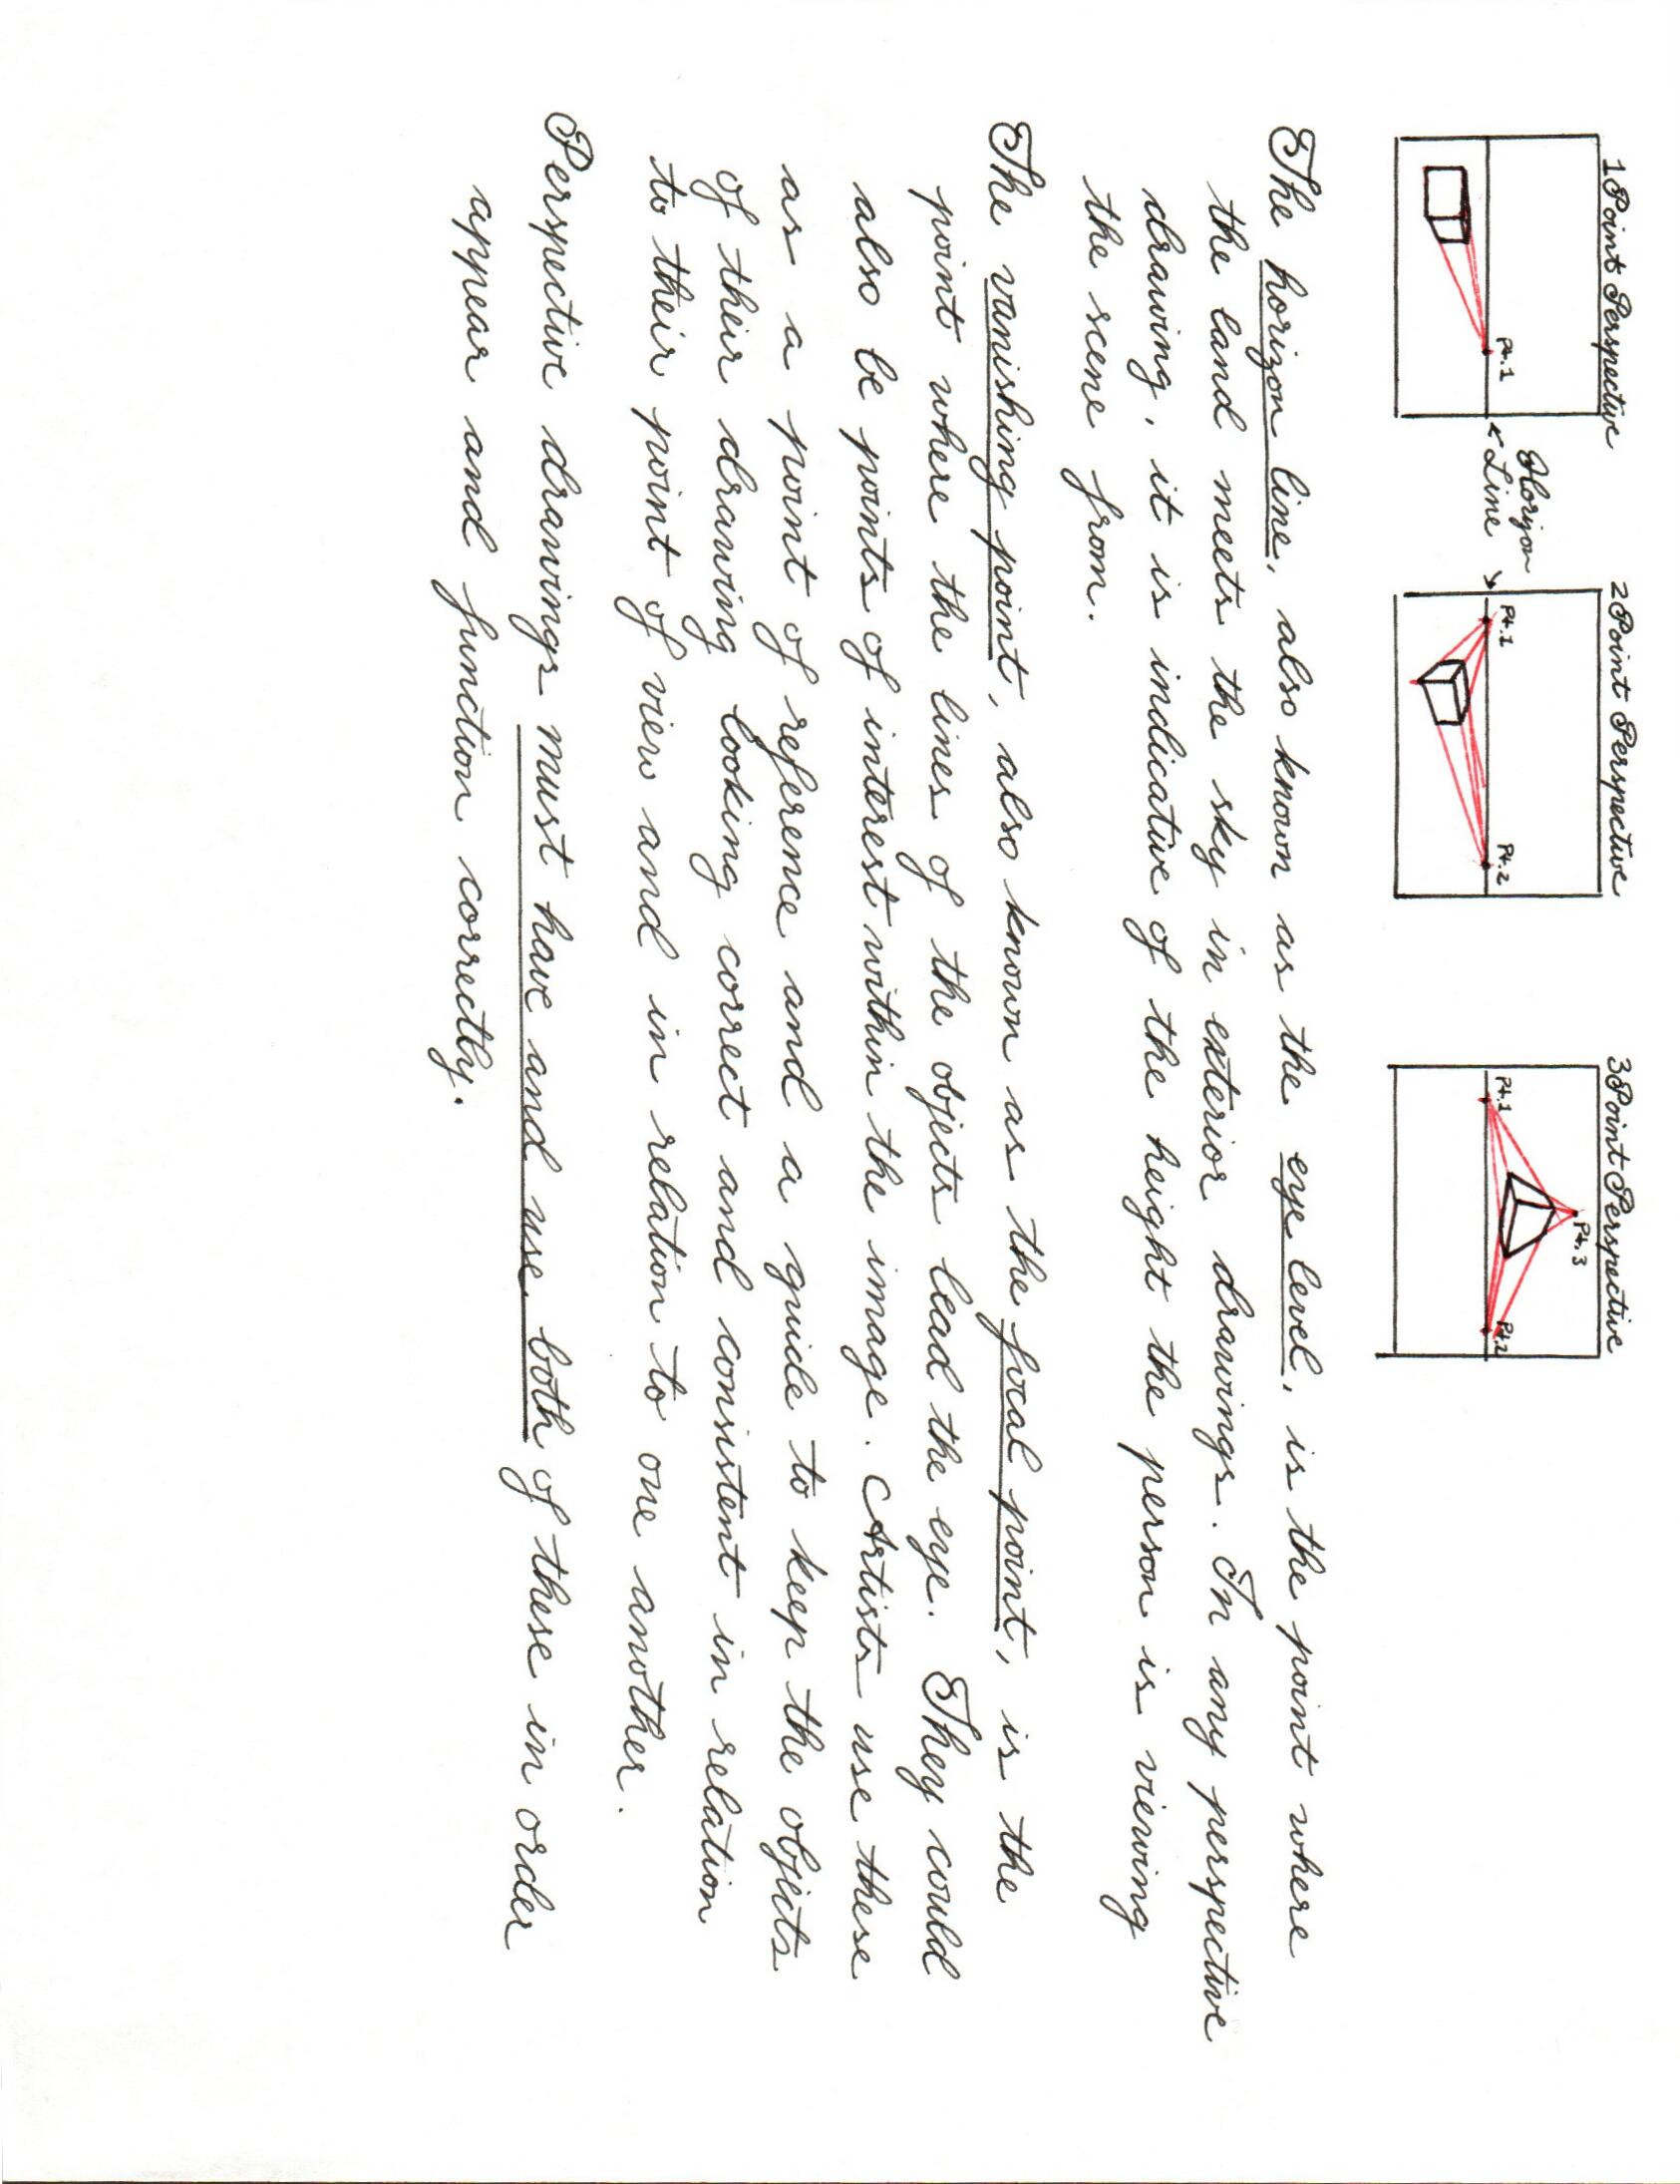 1 Point Perspective
2 Point Perspective
3 Point Perspective
Pt.1
Horizon
Line
Pt.1
Pt.2
Pt.1
Pt.3
Pt.2
The horizon line, also known as the eye level, is the point where
the land meets the sky in exterior drawings. In any perspective
drawing, it is indicative of the height the person is viewing
the scene from.
The vanishing point, also known as the focal point, is the
point where the lines of the objects lead the eye. They could
also be points of interest within the image. Artists use these
as a point of reference and a guide to keep the objects
of their drawing looking correct and consistent in relation
to their point of view and in relation to one another.
Perspective drawings must have and use both of these in order
appear and function correctly.